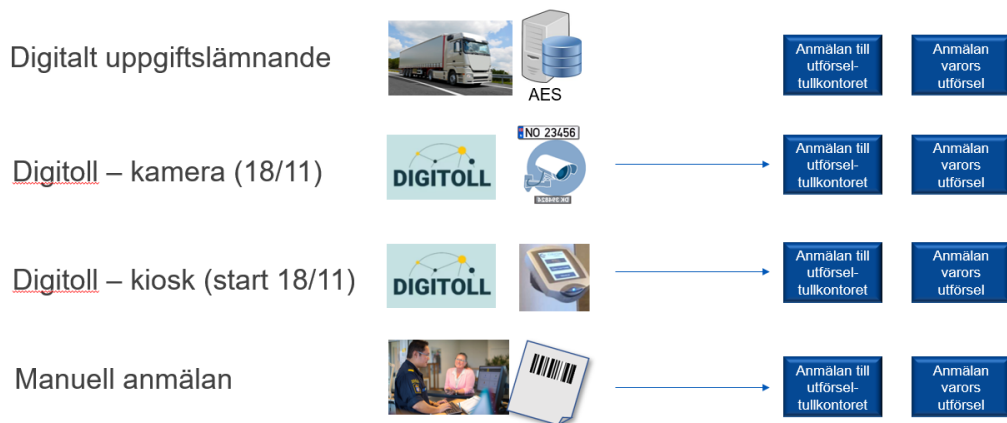 Digitalt uppgiftslämnande
AES
Anmälan till
utförsel-
tullkontoret
Anmälan
varors
utförsel
Digitoll – kamera (18/11)
DIGITOLL
NO 23456
Anmälan till
utförsel-
tullkontoret
Anmälan
varors
utförsel
Digitoll – kiosk (start 18/11)
DIGITOLL
Anmälan till
utförsel-
tullkontoret
Anmälan
varors
utförsel
Manuell anmälan
Anmälan till
utförsel-
tullkontoret
Anmälan
varors
utförsel